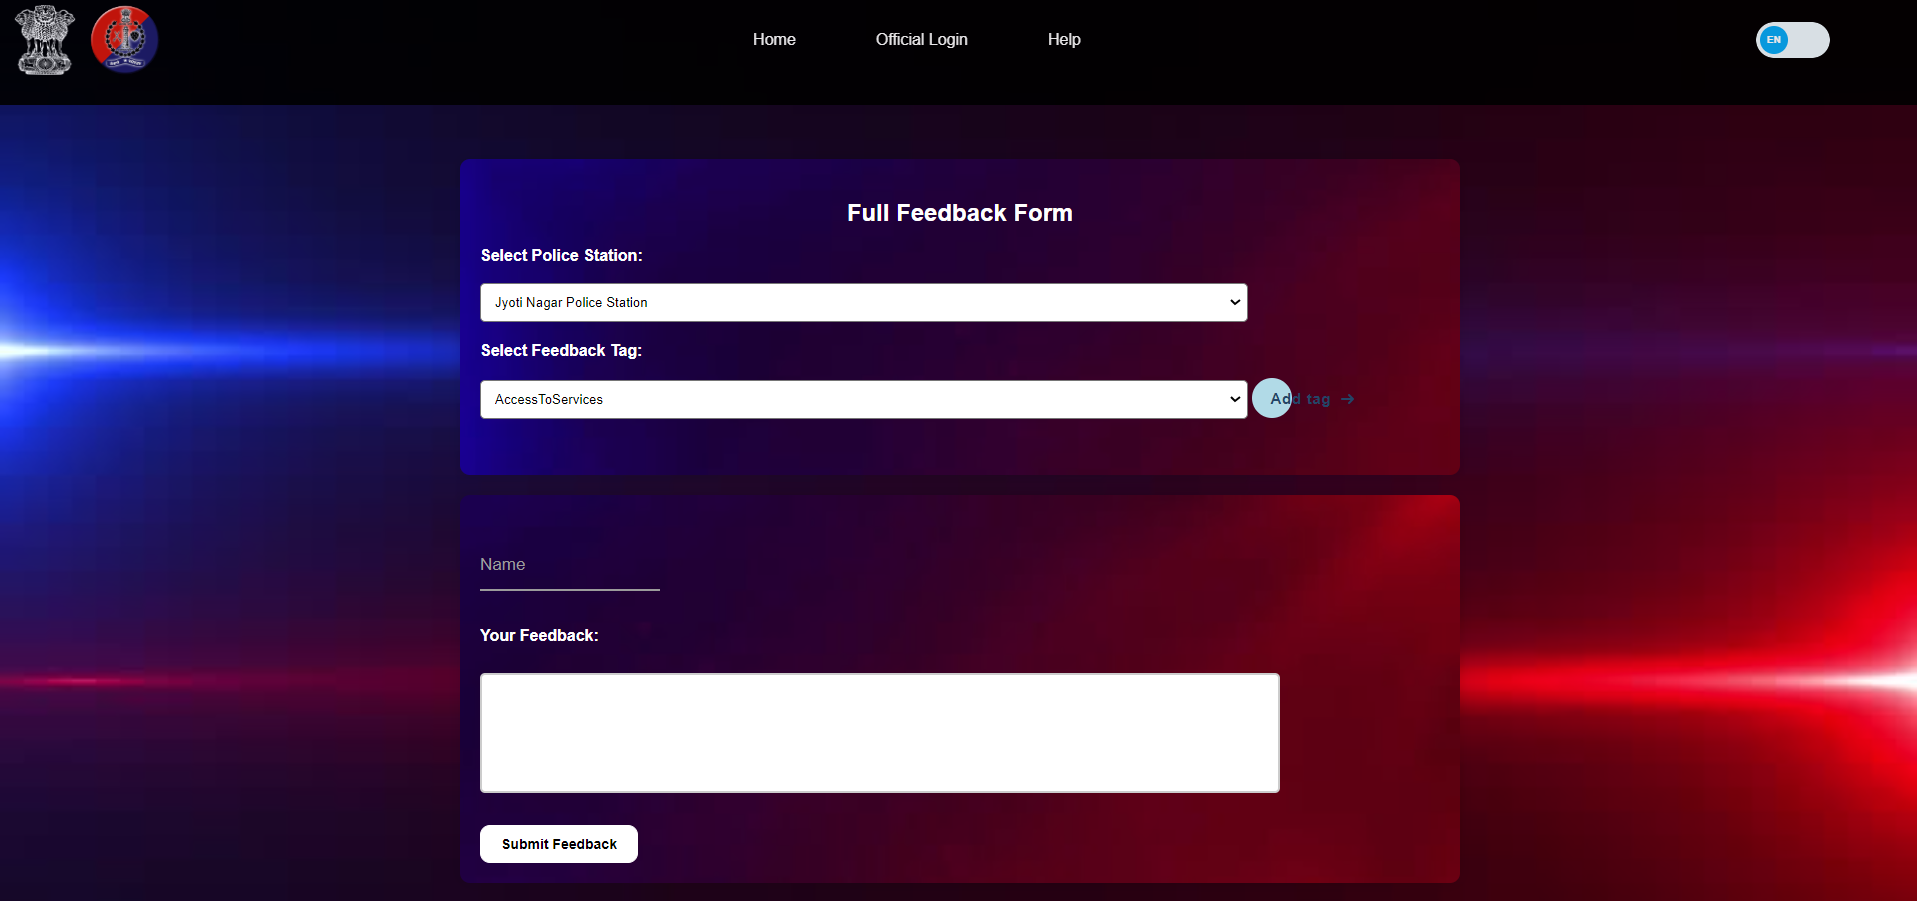 Home
Official Login
Help
EN
Full Feedback Form
Select Police Station:
Jyoti Nagar Police Station
Select Feedback Tag:
AccessToServices
Add tag →
Name
Your Feedback:
Submit Feedback